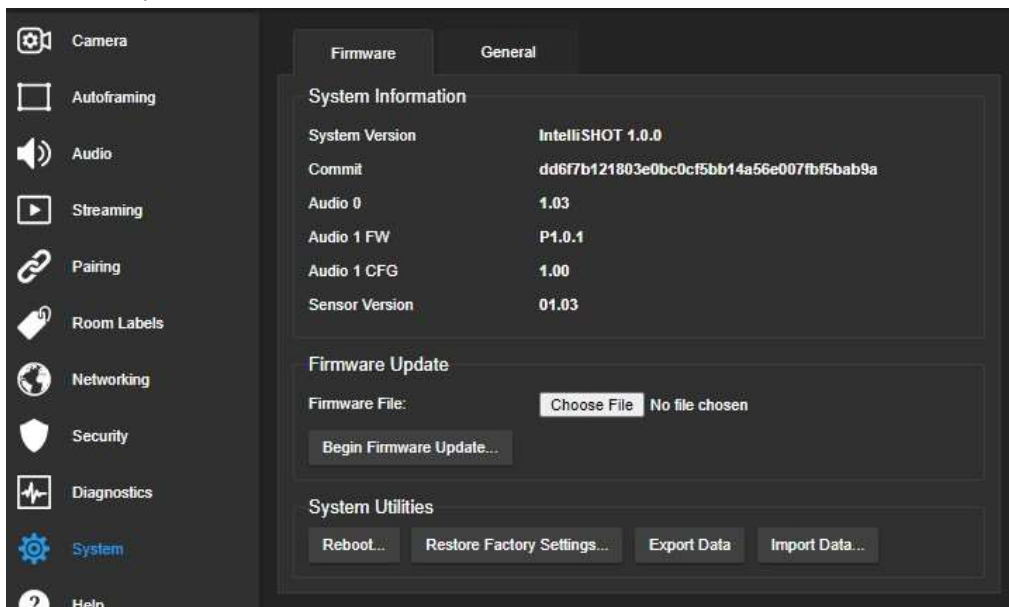 Camera
Autoframing
Audio
Streaming
Pairing
Room Labels
Networking
Security
Diagnostics
System
Help
Firmware General
System Information
System Version IntelliSHOT 1.0.0
Commit dd6f7b121803e0bc0cf5bb14a56e007fbf5bab9a
Audio 0 1.03
Audio 1 FW P1.0.1
Audio 1 CFG 1.00
Sensor Version 01.03
Firmware Update
Firmware File: Choose File No file chosen
Begin Firmware Update...
System Utilities
Reboot... Restore Factory Settings... Export Data Import Data...